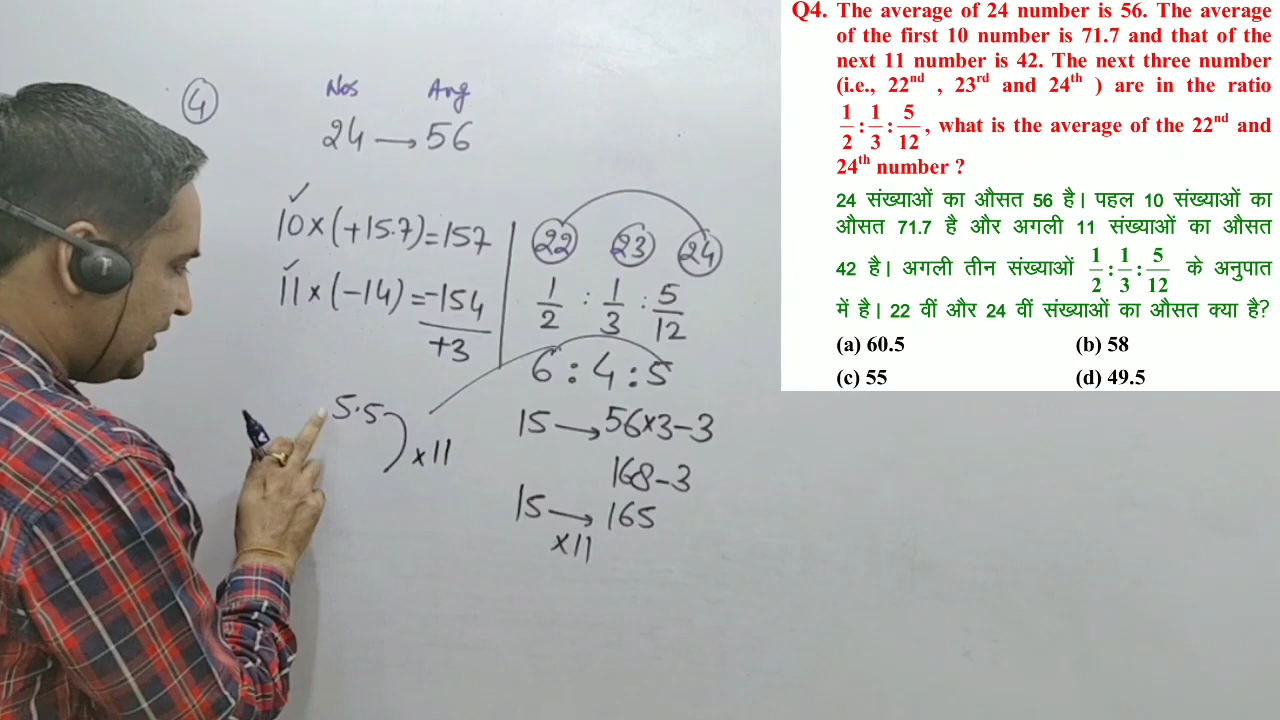 Q4. The average of 24 number is 56. The average
of the first 10 number is 71.7 and that of the
next 11 number is 42. The next three number
(i.e., 22nd , 23rd and 24th ) are in the ratio
1/2 : 1/3 : 5/12, what is the average of the 22nd and
24th number ?
24 संख्याओं का औसत 56 है। पहल 10 संख्याओं का
औसत 71.7 है और अगली 11 संख्याओं का औसत
42 है। अगली तीन संख्याओं 1/2 : 1/3 : 5/12 के अनुपात
में है। 22 वीं और 24 वीं संख्याओं का औसत क्या है?
(a) 60.5 (b) 58
(c) 55 (d) 49.5
4
Nos Avg
24 → 56
10×(+15.7)=157
11×(-14)=-154
+3
22 23 24
1/2 : 1/3 : 5/12
6 : 4 : 5
15 → 56×3-3
168-3
15 → 165
×11
5.5
×11